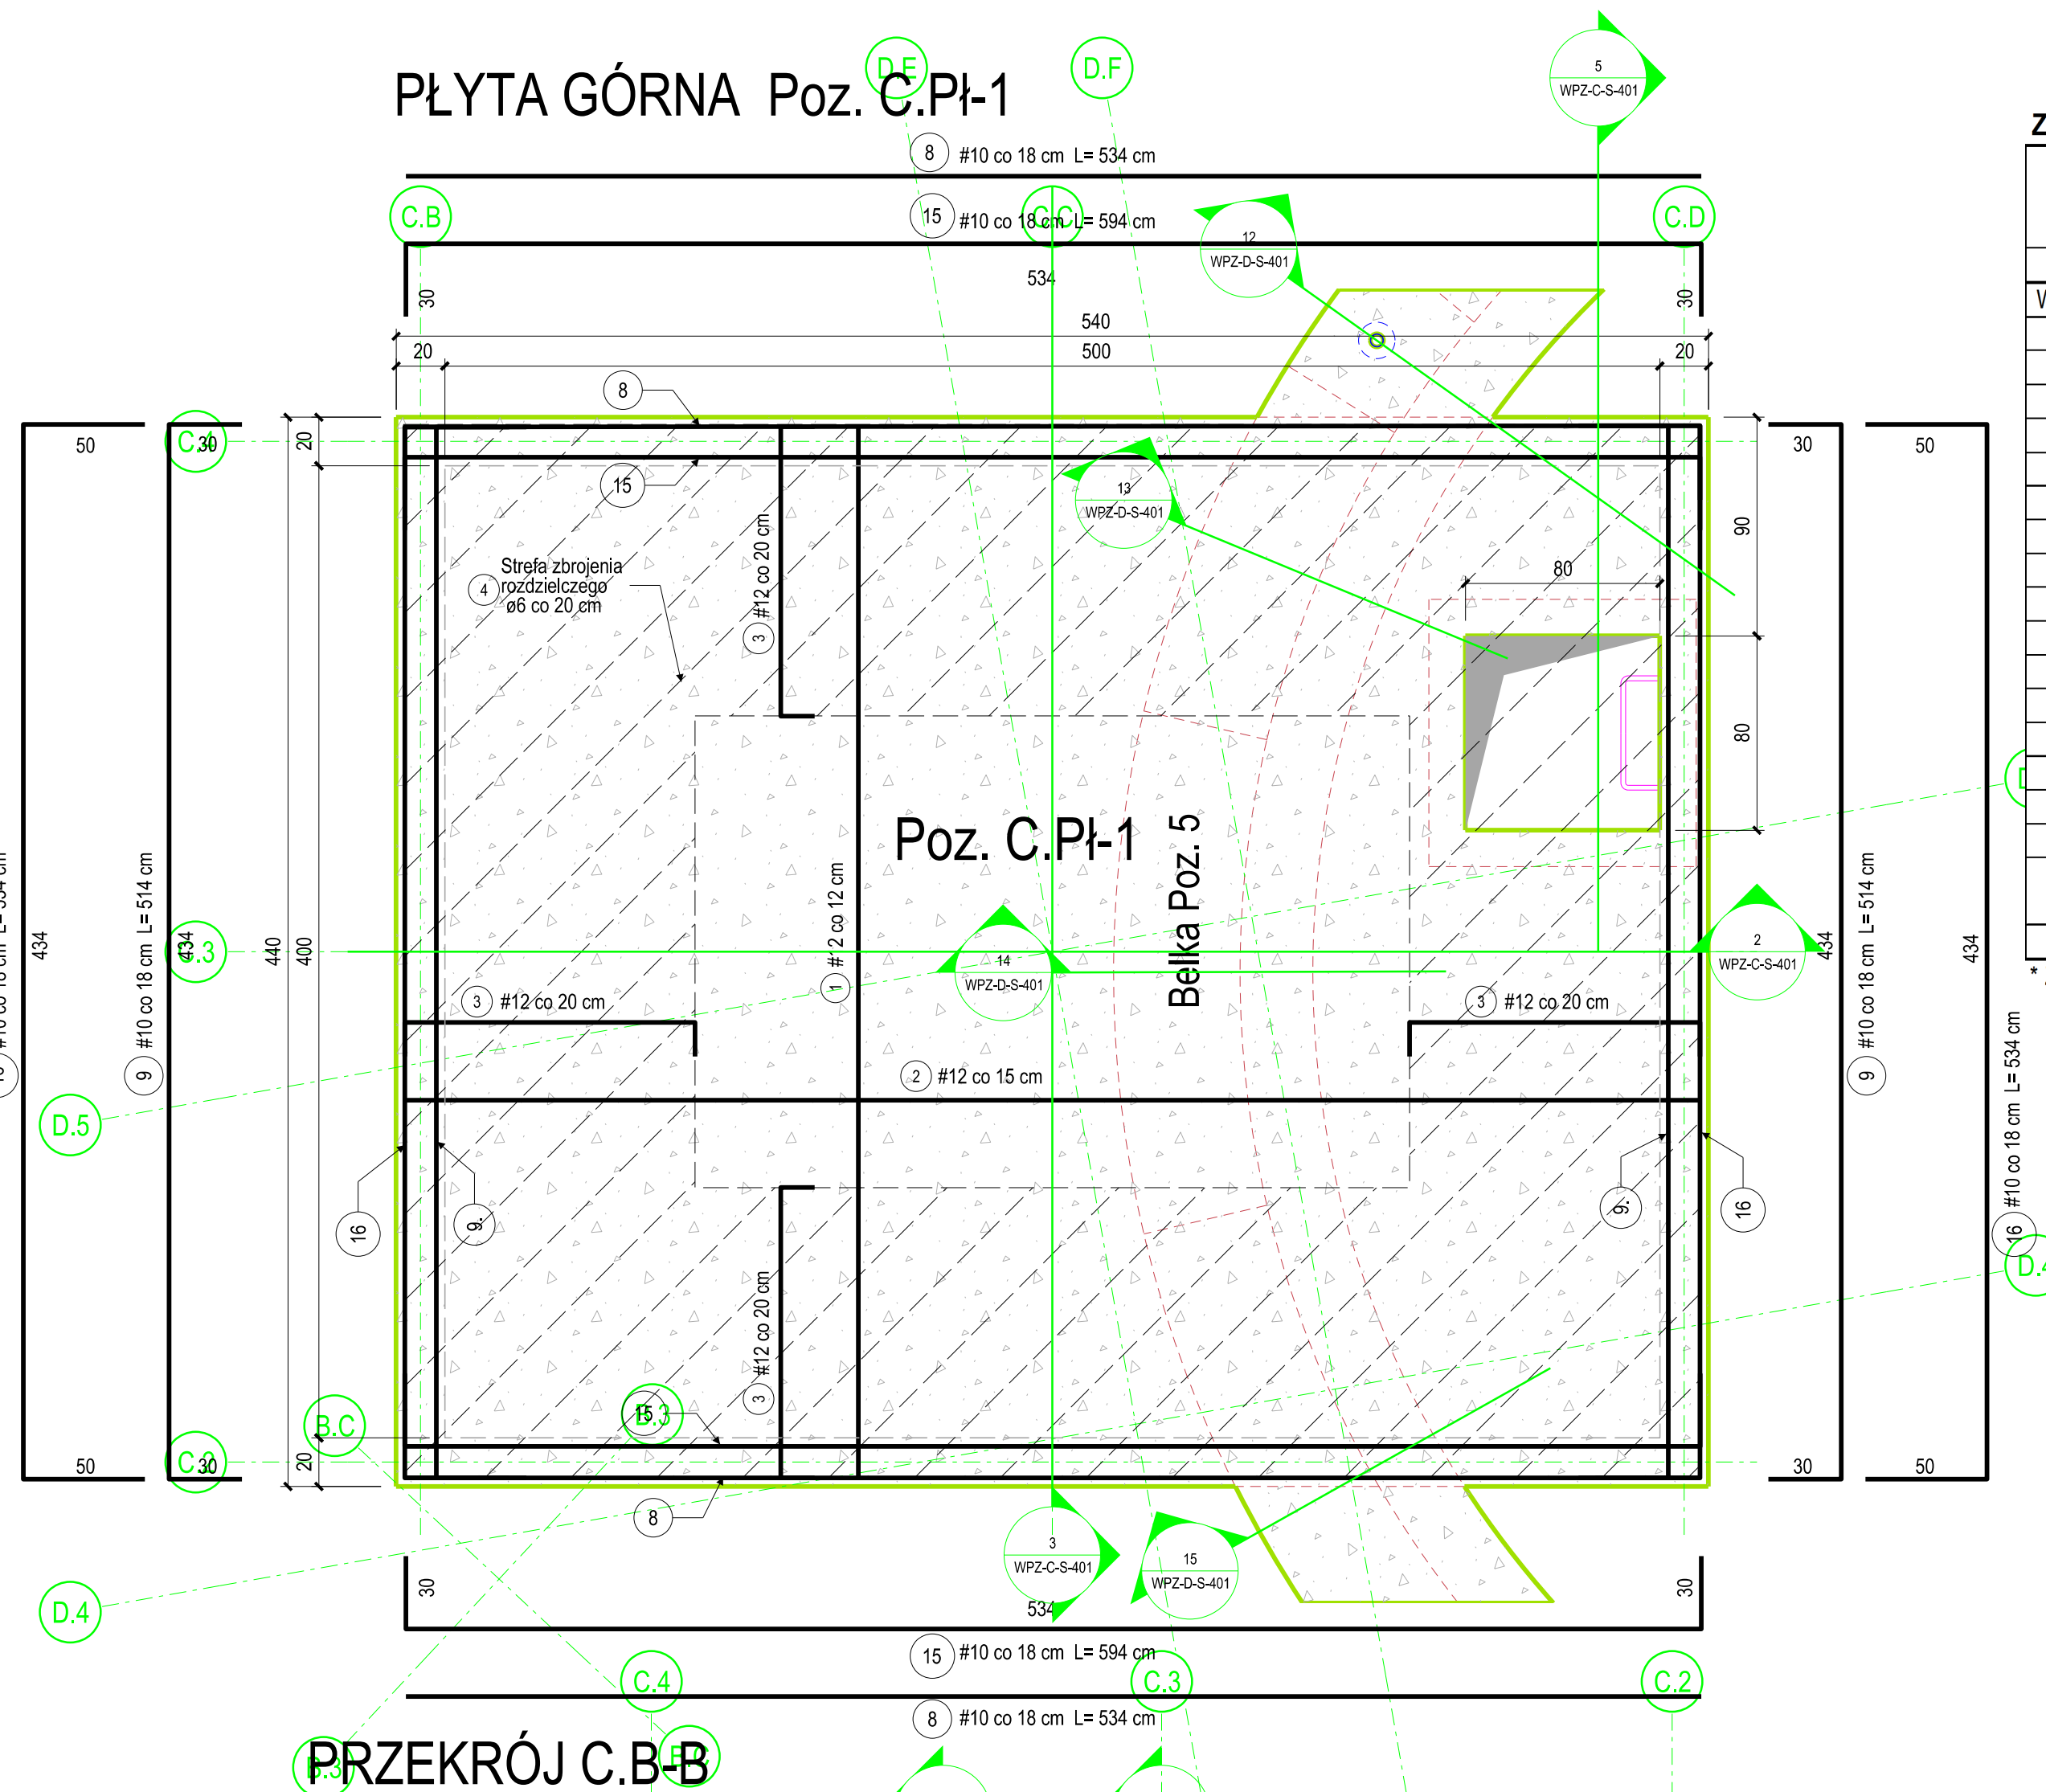 PŁYTA GÓRNA Poz. C.Pł-1
D.E
D.F
5
WPZ-C-S-401
8 #10 co 18 cm L= 534 cm
C.B
15 #10 co 18 cm L= 594 cm
C.C
C.D
12
WPZ-D-S-401
534
30
30
540
20
500
20
8
C.4
50
30
20
30
50
15
13
WPZ-D-S-401
90
Strefa zbrojenia
4 rozdzielczego
ø6 co 20 cm
3 #12 co 20 cm
80
80
Poz. C.Pł-1
Belka Poz. 5
1 #12 co 12 cm
9 #10 co 18 cm L= 514 cm
434
434
C.3
440
400
14
WPZ-D-S-401
2
WPZ-C-S-401
434
9 #10 co 18 cm L= 514 cm
434
3 #12 co 20 cm
3 #12 co 20 cm
2 #12 co 15 cm
D.5
16
9.
9.
16
16 #10 co 18 cm L= 534 cm
D.4
3 #12 co 20 cm
B.C
15
B.3
50
30
20
30
50
8
3
WPZ-C-S-401
15
WPZ-D-S-401
30
30
D.4
534
15 #10 co 18 cm L= 594 cm
C.4
C.3
C.2
8 #10 co 18 cm L= 534 cm
B.3
PRZEKRÓJ C.B-B
B.C